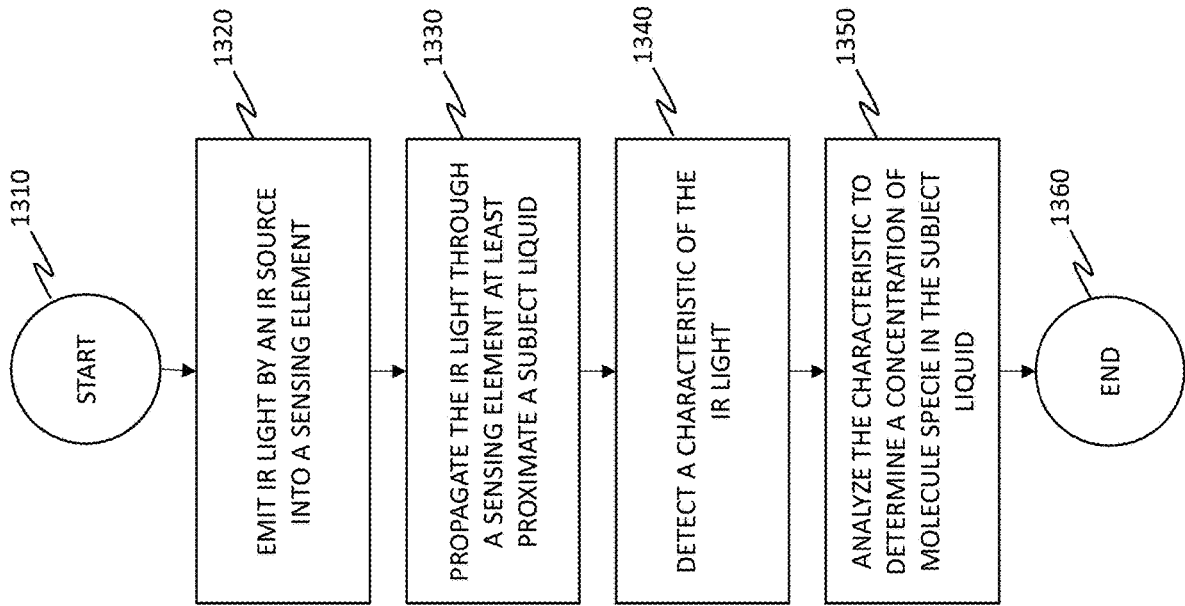 1310
START
1320
EMIT IR LIGHT BY AN IR SOURCE
INTO A SENSING ELEMENT
1330
PROPAGATE THE IR LIGHT THROUGH
A SENSING ELEMENT AT LEAST
PROXIMATE A SUBJECT LIQUID
1340
DETECT A CHARACTERISTIC OF THE
IR LIGHT
1350
ANALYZE THE CHARACTERISTIC TO
DETERMINE A CONCENTRATION OF
MOLECULE SPECIE IN THE SUBJECT
LIQUID
1360
END